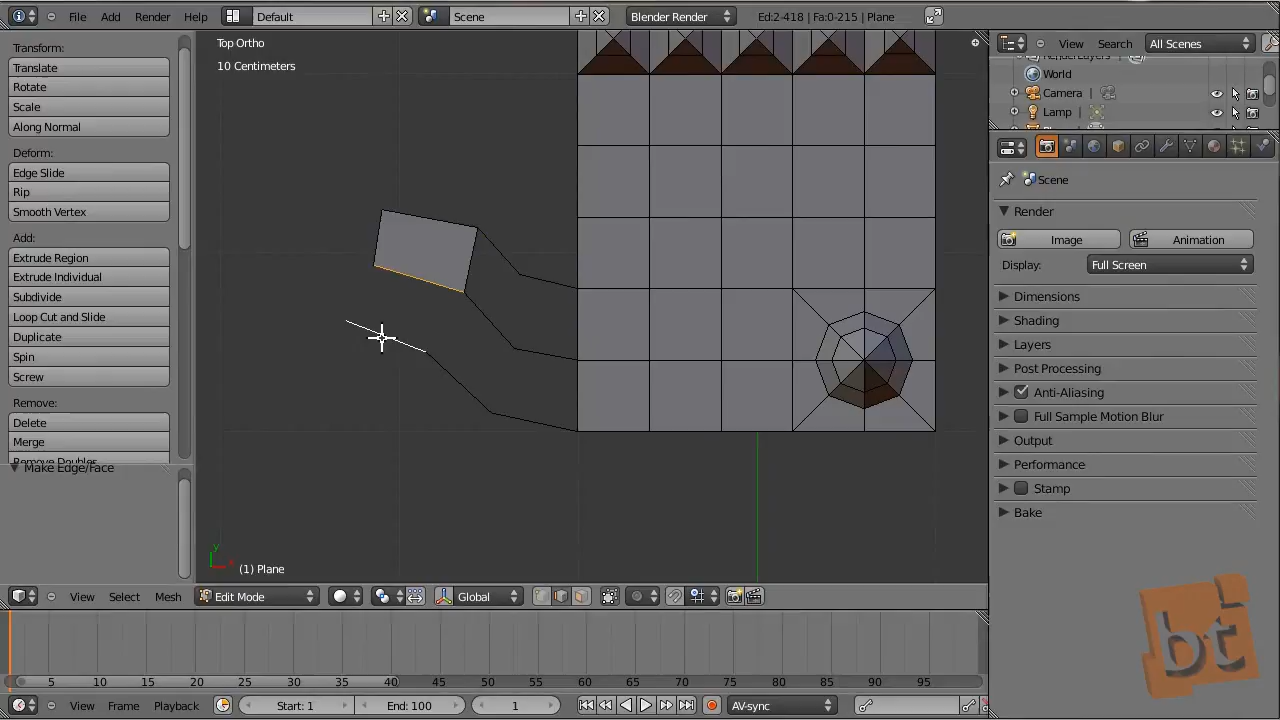 File Add Render Help Default Scene Blender Render Ed:2-418 | Fa:0-215 | Plane
Transform:
Translate
Rotate
Scale
Along Normal
Deform:
Edge Slide
Rip
Smooth Vertex
Add:
Extrude Region
Extrude Individual
Subdivide
Loop Cut and Slide
Duplicate
Spin
Screw
Remove:
Delete
Merge
Remove Doubles
Make Edge/Face
Top Ortho
10 Centimeters
y
x
(1) Plane
View Select Mesh Edit Mode Global
View Search All Scenes
RenderLayers |
World
Camera |
Lamp |
Scene
Render
Image Animation
Display: Full Screen
Dimensions
Shading
Layers
Post Processing
Anti-Aliasing
Full Sample Motion Blur
Output
Performance
Stamp
Bake
bt
5 10 15 20 25 30 35 40 45 50 55 60 65 70 75 80 85 90 95
View Frame Playback Start: 1 End: 100 1 AV-sync